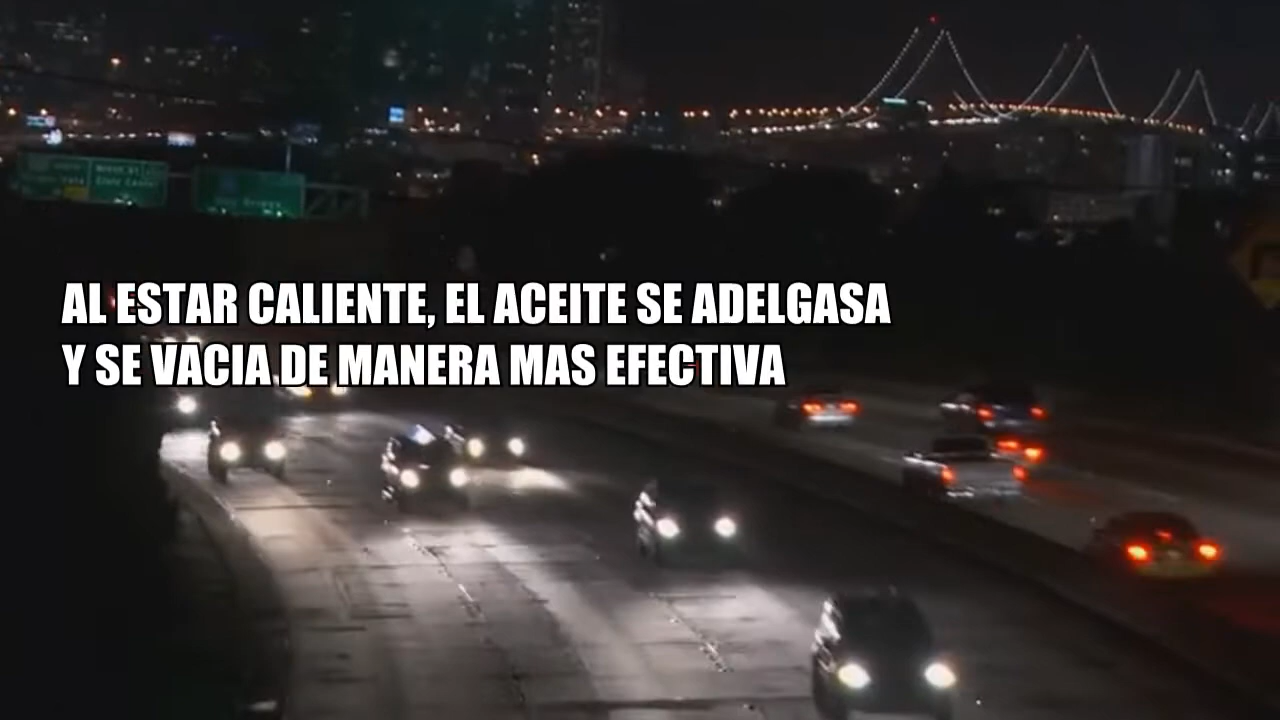 AL ESTAR CALIENTE, EL ACEITE SE ADELGASA
Y SE VACIA DE MANERA MAS EFECTIVA